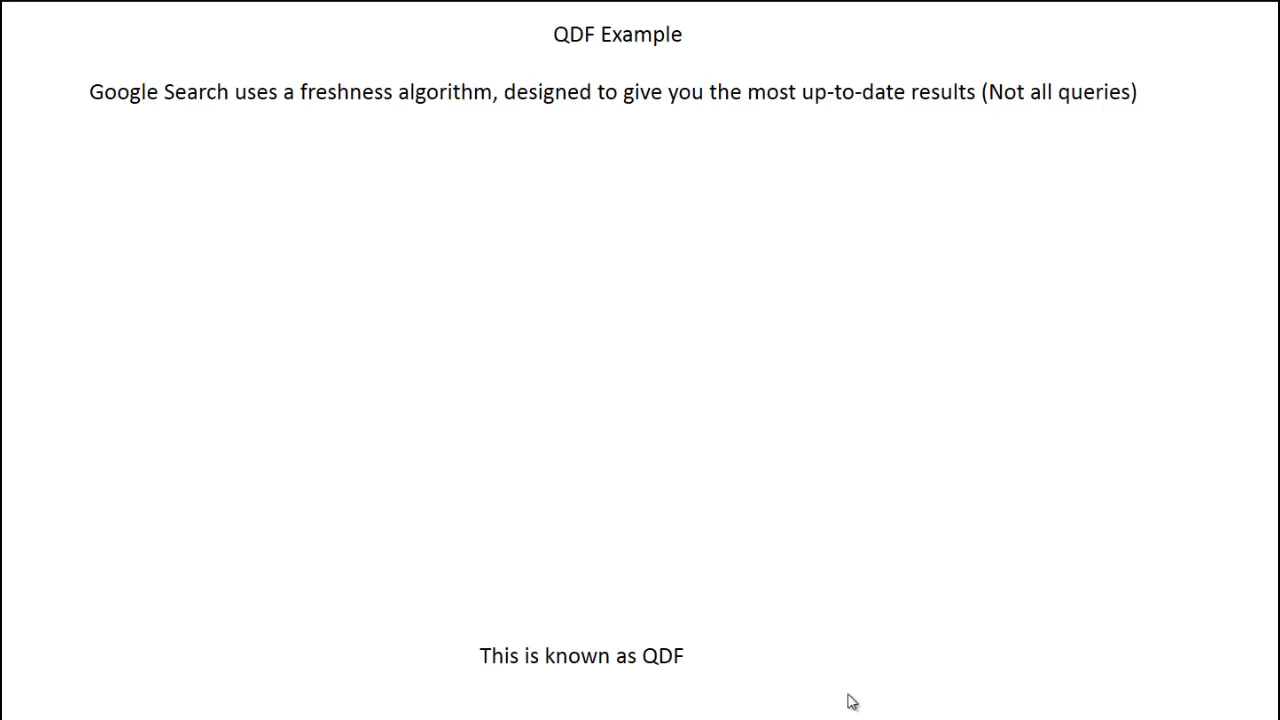 QDF Example
Google Search uses a freshness algorithm, designed to give you the most up-to-date results (Not all queries)
This is known as QDF